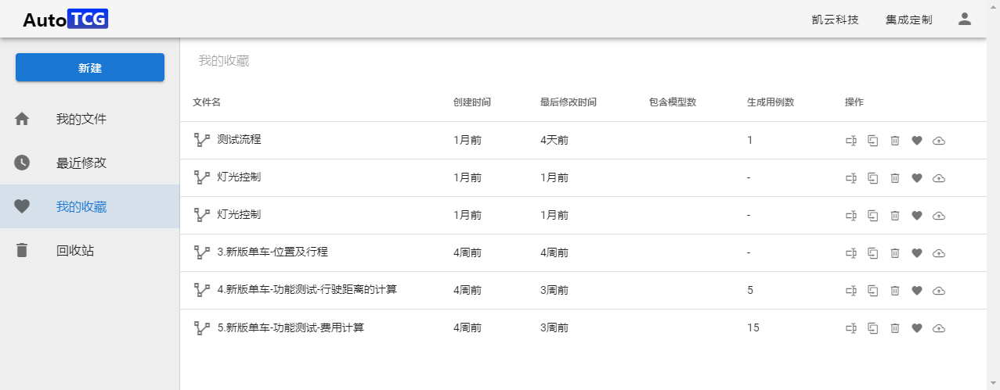 AutoTCG 凯云科技 集成定制
新建
我的文件
最近修改
我的收藏
回收站
我的收藏
文件名 创建时间 最后修改时间 包含模型数 生成用例数 操作
测试流程 1月前 4天前 1
灯光控制 1月前 1月前 -
灯光控制 1月前 1月前 -
3.新版单车-位置及行程 4周前 4周前 -
4.新版单车-功能测试-行驶距离的计算 4周前 3周前 5
5.新版单车-功能测试-费用计算 4周前 3周前 15